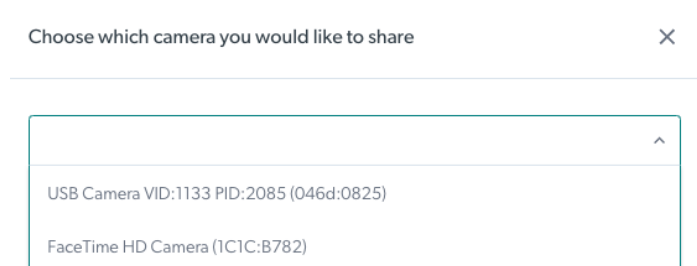 Choose which camera you would like to share
USB Camera VID:1133 PID:2085 (046d:0825)
FaceTime HD Camera (1C1C:B782)